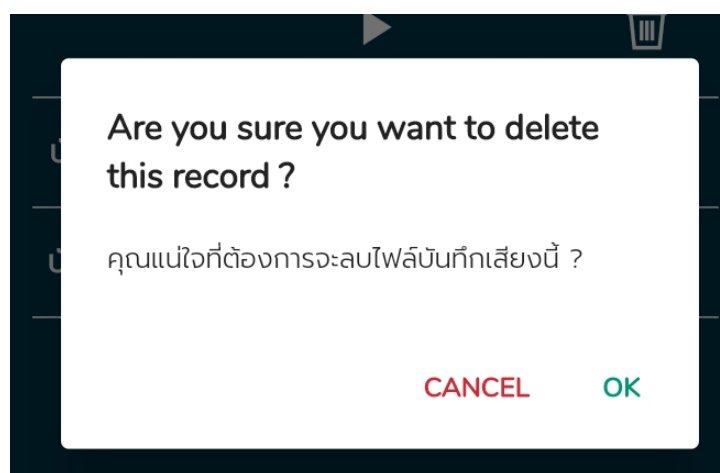 Are you sure you want to delete
this record ?
คุณแน่ใจที่ต้องการจะลบไฟล์บันทึกเสียงนี้ ?
CANCEL OK